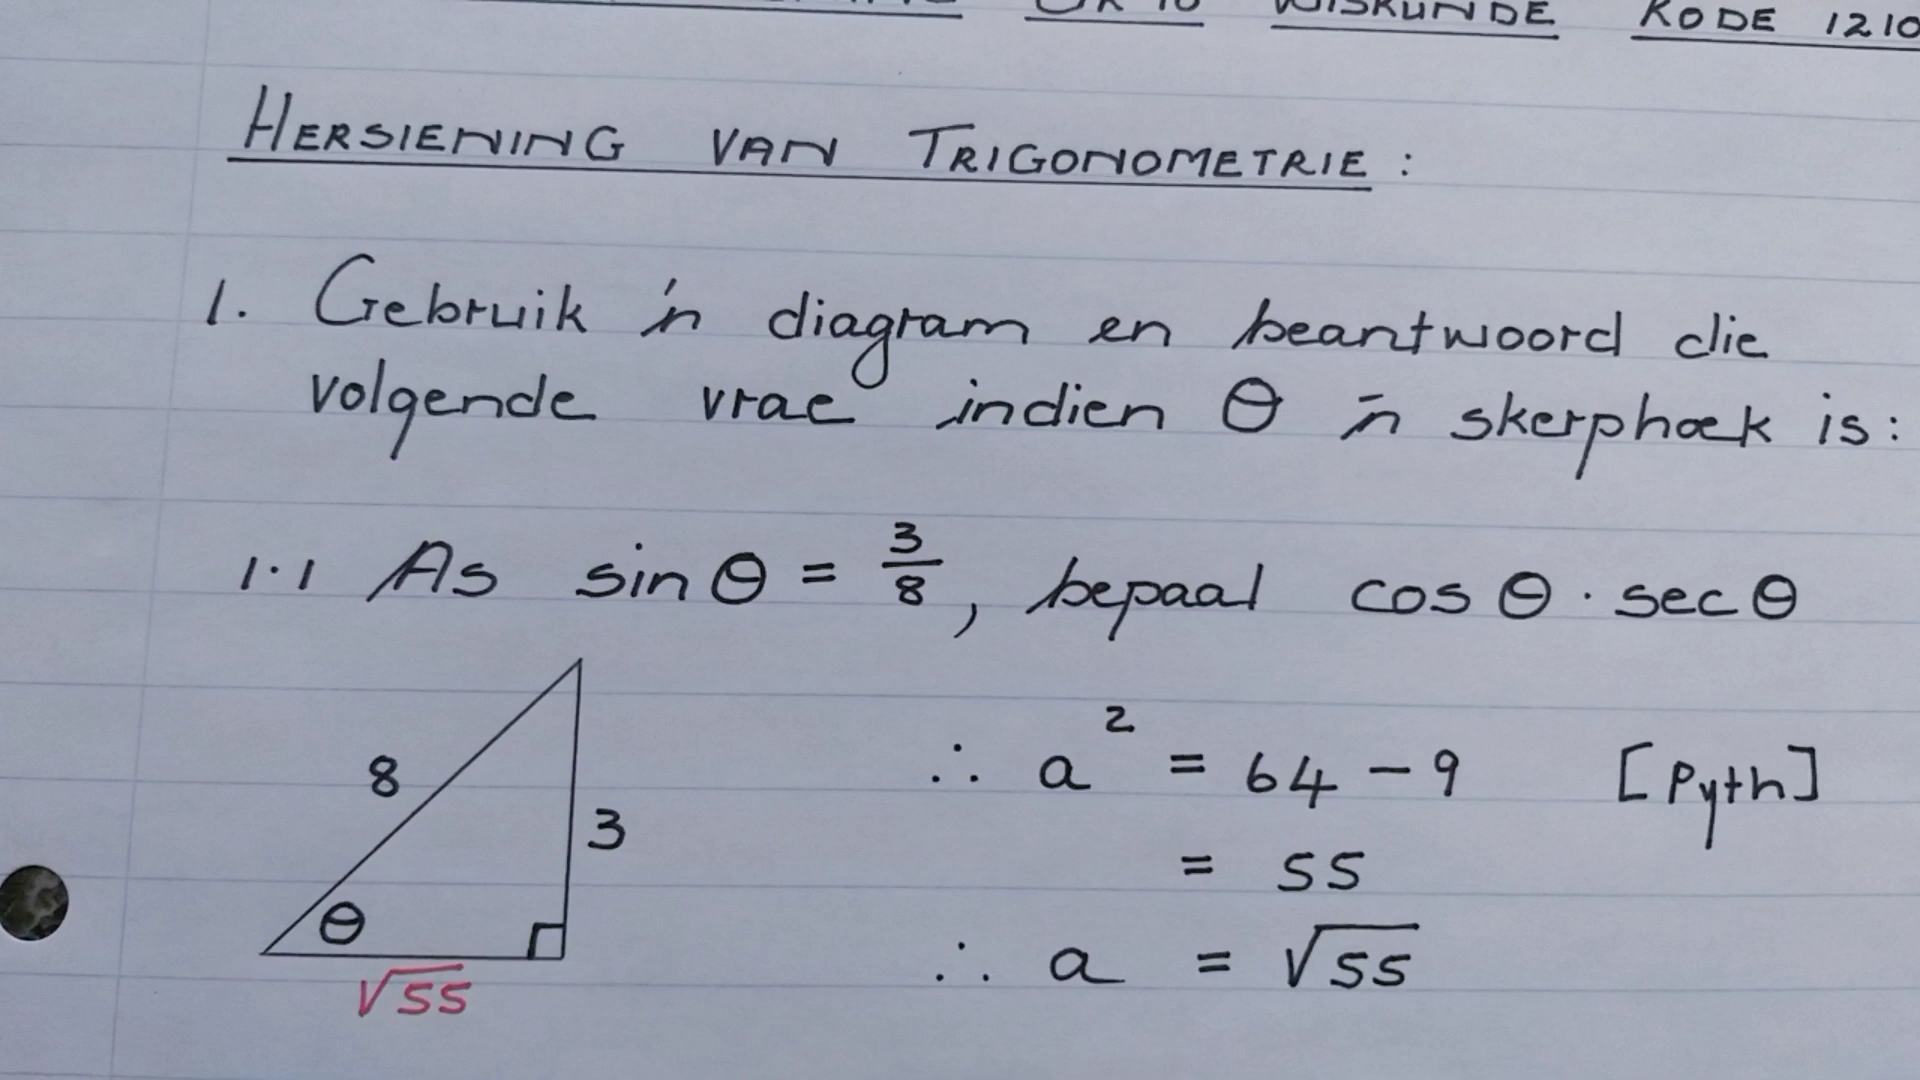 WISKUNDE KODE 1210
HERSIENING VAN TRIGONOMETRIE:
1. Gebruik 'n diagram en beantwoord die
volgende vrae indien θ 'n skerphoek is:
1.1 As sin θ = 3/8, bepaal cos θ . sec θ
8
3
θ
√55
∴ a² = 64 - 9 [Pyth]
= 55
∴ a = √55